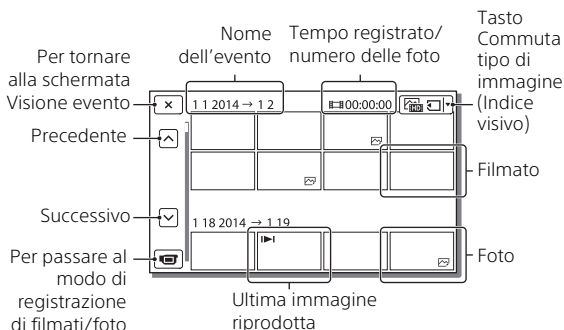 Nome
dell'evento
Tempo registrato/
numero delle foto
Tasto
Commuta
tipo di
immagine
(Indice
visivo)
Per tornare
alla schermata
Visione evento
1 1 2014 → 1 2
00:00:00
HD
Precedente
Filmato
Successivo
1 18 2014 → 1 19
Per passare al
modo di
registrazione
di filmati/foto
Foto
Ultima immagine
riprodotta